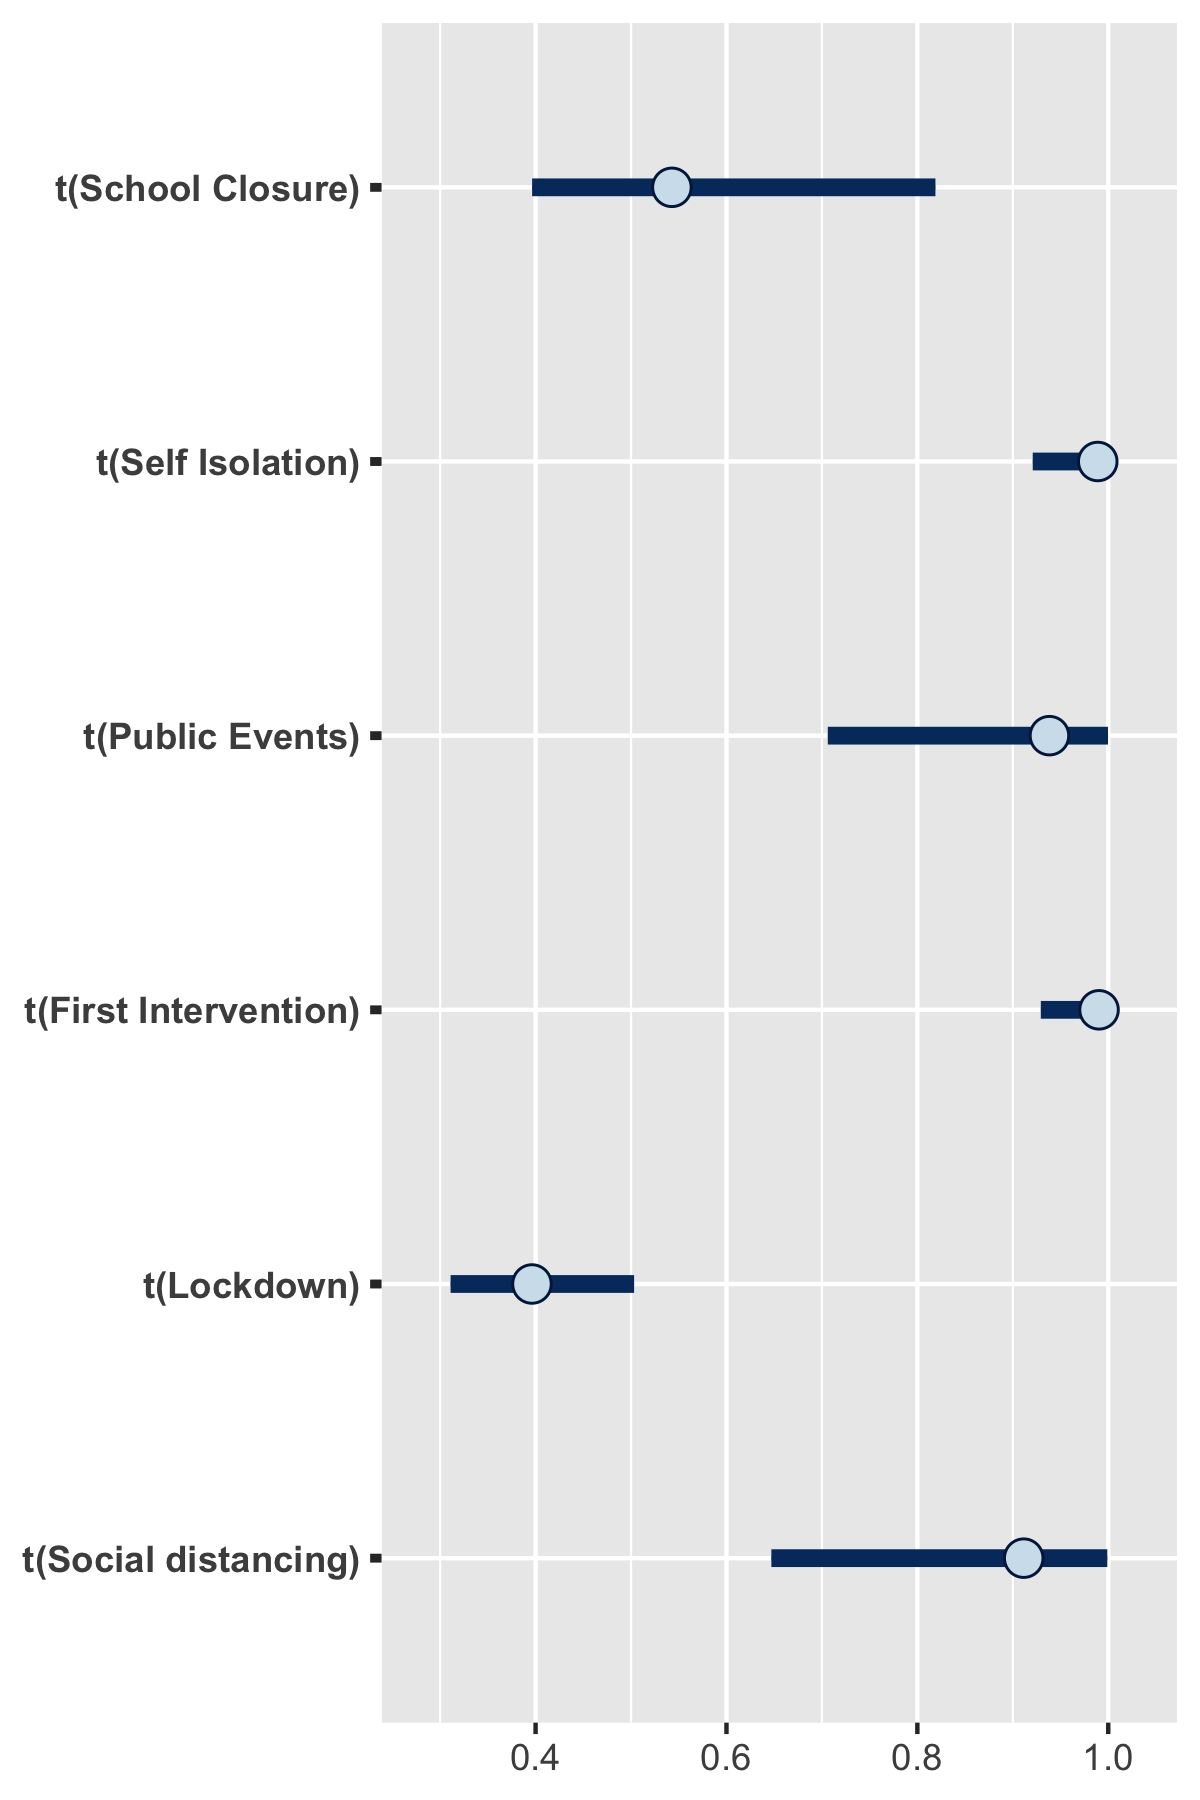 t(School Closure)
t(Self Isolation)
t(Public Events)
t(First Intervention)
t(Lockdown)
t(Social distancing)
0.4 0.6 0.8 1.0